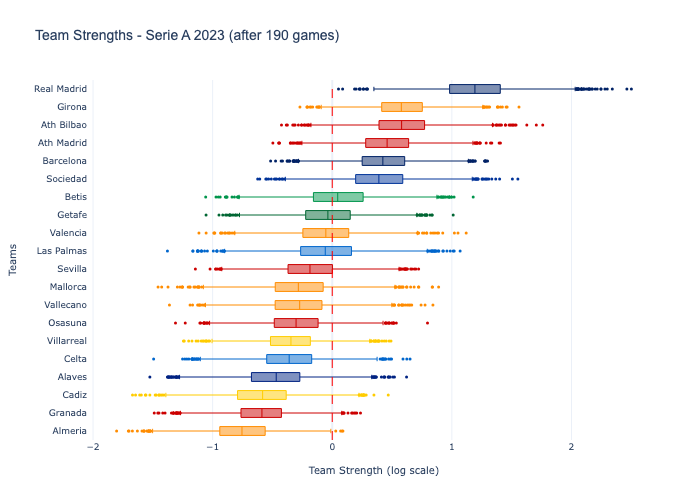 Team Strengths - Serie A 2023 (after 190 games)
Real Madrid
Girona
Ath Bilbao
Ath Madrid
Barcelona
Sociedad
Betis
Getafe
Valencia
Las Palmas
Sevilla
Mallorca
Vallecano
Osasuna
Villarreal
Celta
Alaves
Cadiz
Granada
Almeria
Teams
−2 −1 0 1 2
Team Strength (log scale)